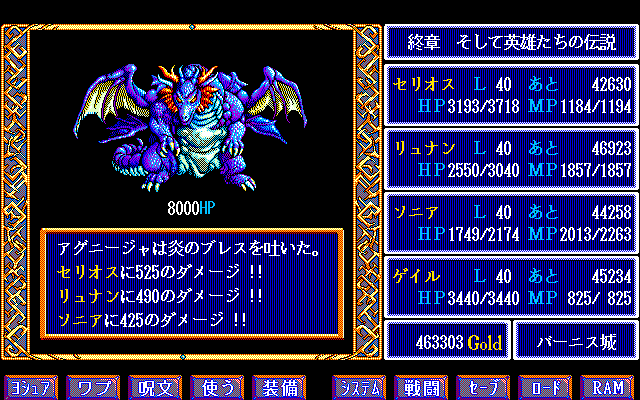 終章 そして英雄たちの伝説
セリオス L 40 あと 42630
HP3193/3718 MP1184/1194
リュナン L 40 あと 46923
HP2550/3040 MP1857/1857
ソニア L 40 あと 44258
HP1749/2174 MP2013/2263
ゲイル L 40 あと 45234
HP3440/3440 MP 825/ 825
463303 Gold
バーニス城
8000HP
アグニージャは炎のブレスを吐いた。
セリオスに525のダメージ !!
リュナンに490のダメージ !!
ソニアに425のダメージ !!
ヨシュア ワプ 呪文 使う 装備 システム 戦闘 セーブ ロード RAM